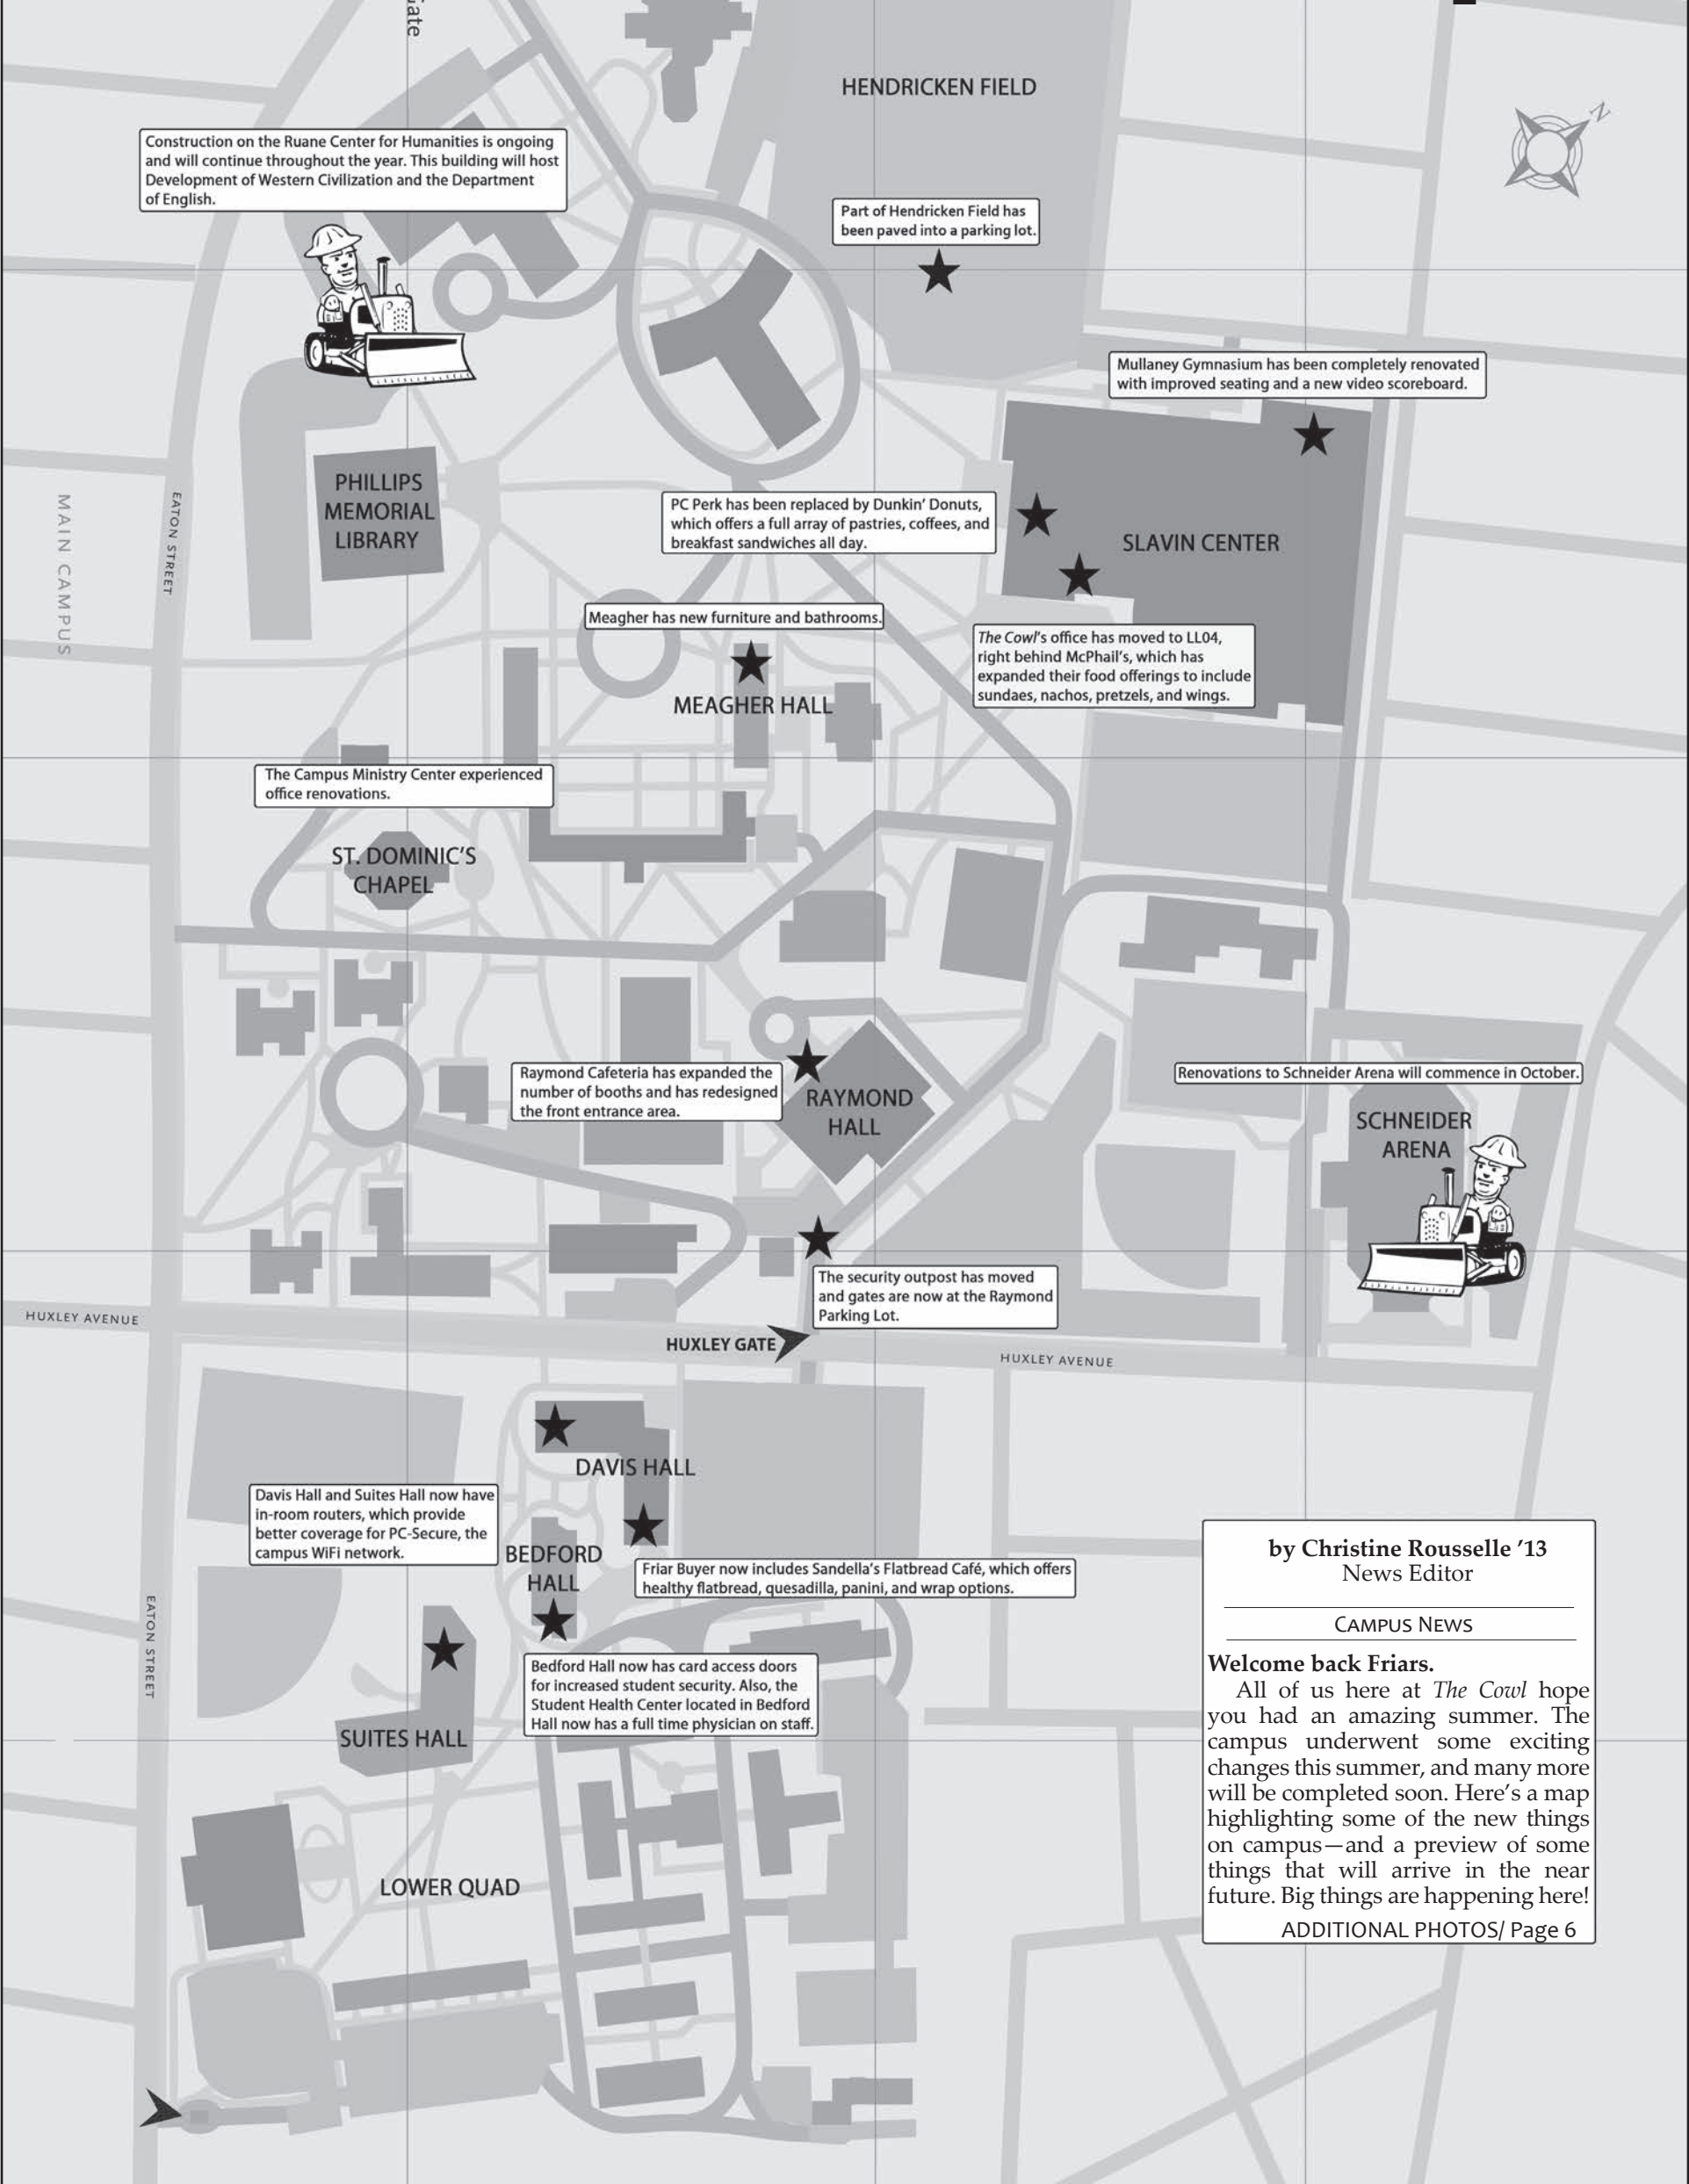 HENDRICKEN FIELD
N
Construction on the Ruane Center for Humanities is ongoing
and will continue throughout the year. This building will host
Development of Western Civilization and the Department
of English.
Part of Hendricken Field has
been paved into a parking lot.
Mullaney Gymnasium has been completely renovated
with improved seating and a new video scoreboard.
PHILLIPS
MEMORIAL
LIBRARY
MAIN CAMPUS
EATON STREET
PC Perk has been replaced by Dunkin’ Donuts,
which offers a full array of pastries, coffees, and
breakfast sandwiches all day.
SLAVIN CENTER
Meagher has new furniture and bathrooms.
MEAGHER HALL
The Cowl's office has moved to LL04,
right behind McPhail’s, which has
expanded their food offerings to include
sundaes, nachos, pretzels, and wings.
The Campus Ministry Center experienced
office renovations.
ST. DOMINIC’S
CHAPEL
Raymond Cafeteria has expanded the
number of booths and has redesigned
the front entrance area.
RAYMOND
HALL
Renovations to Schneider Arena will commence in October.
SCHNEIDER
ARENA
The security outpost has moved
and gates are now at the Raymond
Parking Lot.
HUXLEY AVENUE
HUXLEY GATE
HUXLEY AVENUE
DAVIS HALL
Davis Hall and Suites Hall now have
in-room routers, which provide
better coverage for PC-Secure, the
campus WiFi network.
BEDFORD
HALL
Friar Buyer now includes Sandella’s Flatbread Café, which offers
healthy flatbread, quesadilla, panini, and wrap options.
EATON STREET
Bedford Hall now has card access doors
for increased student security. Also, the
Student Health Center located in Bedford
Hall now has a full time physician on staff.
SUITES HALL
LOWER QUAD
by Christine Rousselle ’13
News Editor
CAMPUS NEWS
Welcome back Friars.
All of us here at The Cowl hope
you had an amazing summer. The
campus underwent some exciting
changes this summer, and many more
will be completed soon. Here’s a map
highlighting some of the new things
on campus—and a preview of some
things that will arrive in the near
future. Big things are happening here!
ADDITIONAL PHOTOS/ Page 6